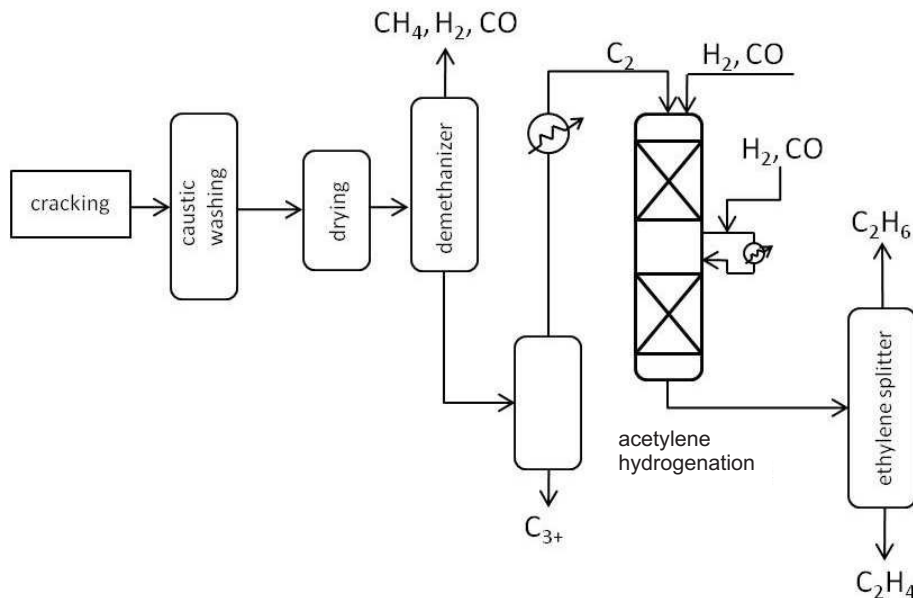 CH₄, H₂, CO
C₂
H₂, CO
H₂, CO
cracking
caustic
washing
drying
demethanizer
C₂H₆
acetylene
hydrogenation
ethylene splitter
C₃₊
C₂H₄